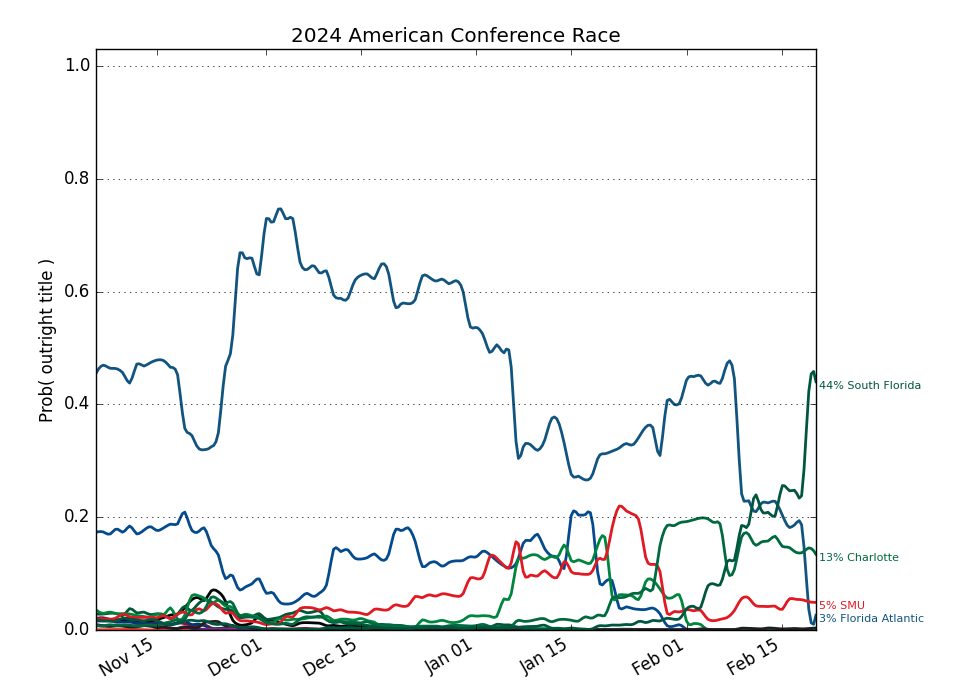 2024 American Conference Race
Prob( outright title )
1.0
0.8
0.6
0.4
0.2
0.0
44% South Florida
13% Charlotte
5% SMU
3% Florida Atlantic
Nov 15
Dec 01
Dec 15
Jan 01
Jan 15
Feb 01
Feb 15